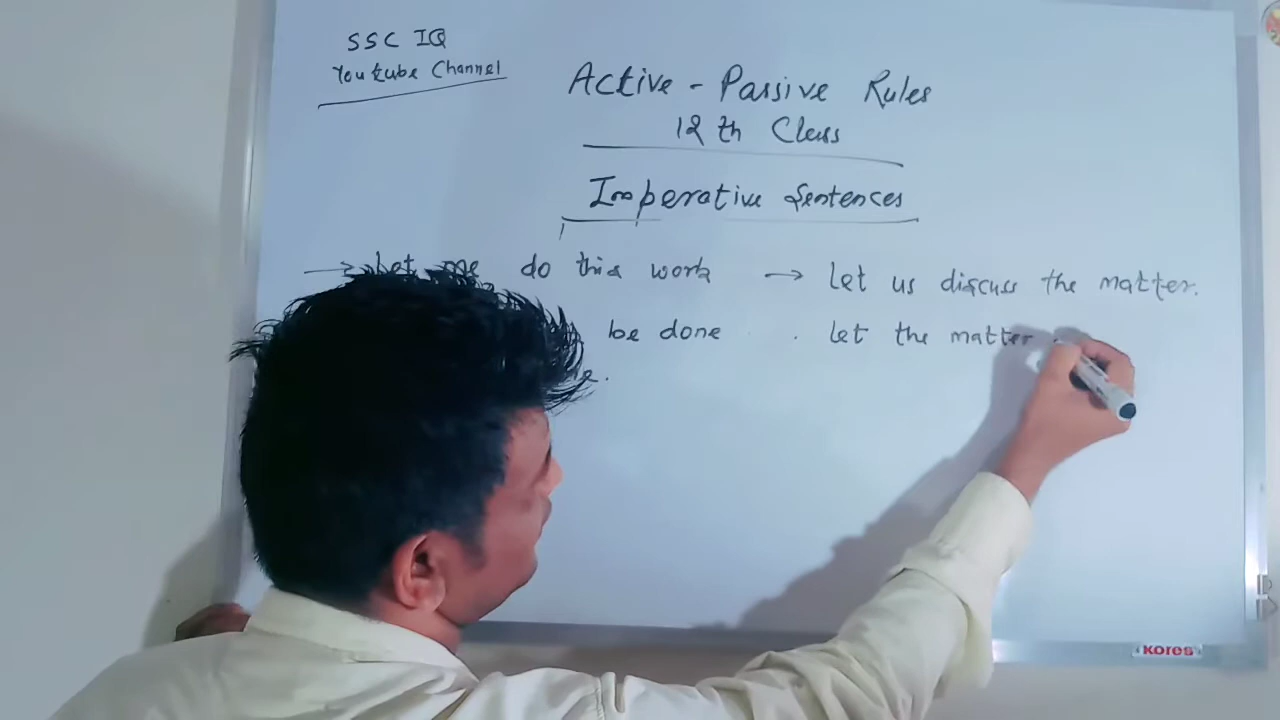 SSC IQ
Youtube Channel
Active - Passive Rules
12th Class
Imperative Sentences
→ Let me do this work
be done
→ Let us discuss the matter.
. let the matter
KORES